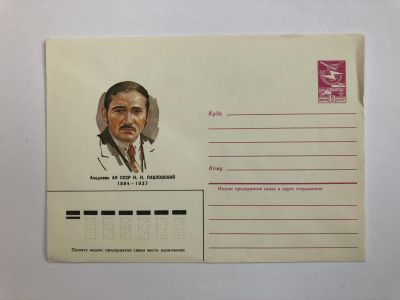 Академик АН СССР Н. Н. ПАВЛОВСКИЙ
1884—1937
Куда
Кому
Индекс предприятия связи и адрес отправителя
Пишите индекс предприятия связи места назначения